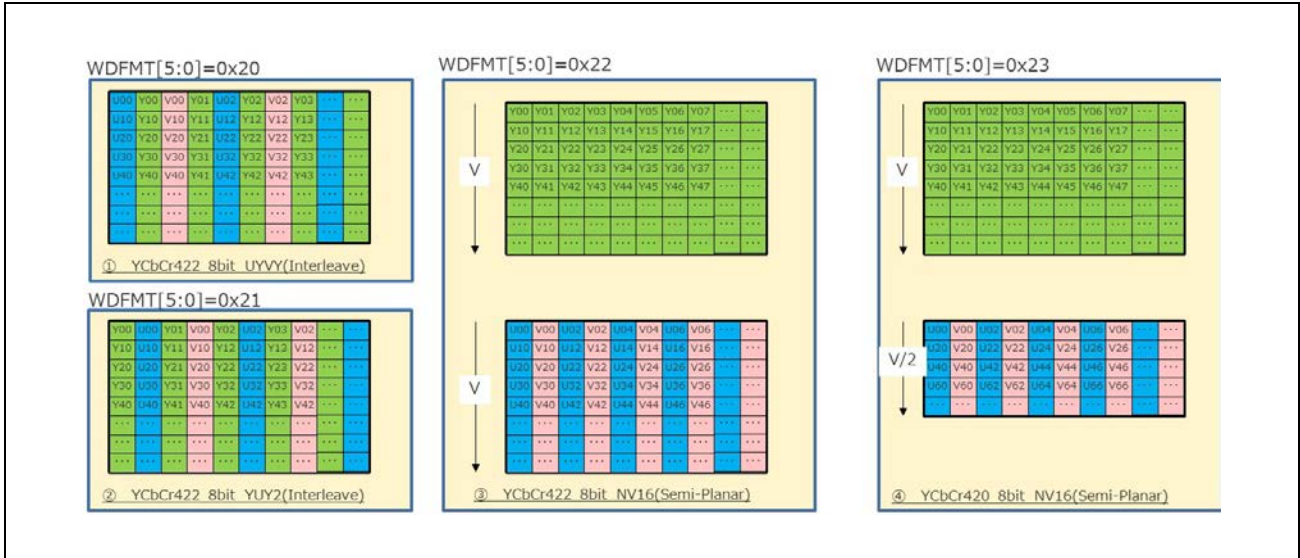 WDFMT[5:0]=0x20
U00 Y00 V00 Y01 U02 Y02 V02 Y03 ... ...
U10 Y10 V10 Y11 U12 Y12 V12 Y13 ... ...
U20 Y20 V20 Y21 U22 Y22 V22 Y23 ... ...
U30 Y30 V30 Y31 U32 Y32 V32 Y33 ... ...
U40 Y40 V40 Y41 U42 Y42 V42 Y43 ... ...
... ... ... ... ... ... ... ... ... ...
... ... ... ... ... ... ... ... ... ...
... ... ... ... ... ... ... ... ... ...
① YCbCr422 8bit UYVY(Interleave)
WDFMT[5:0]=0x21
Y00 U00 Y01 V00 Y02 U02 Y03 V02 ... ...
Y10 U10 Y11 V10 Y12 U12 Y13 V12 ... ...
Y20 U20 Y21 V20 Y22 U22 Y23 V22 ... ...
Y30 U30 Y31 V30 Y32 U32 Y33 V32 ... ...
Y40 U40 Y41 V40 Y42 U42 Y43 V42 ... ...
... ... ... ... ... ... ... ... ... ...
... ... ... ... ... ... ... ... ... ...
... ... ... ... ... ... ... ... ... ...
② YCbCr422 8bit YUY2(Interleave)
WDFMT[5:0]=0x22
V
Y00 Y01 Y02 Y03 Y04 Y05 Y06 Y07 ... ...
Y10 Y11 Y12 Y13 Y14 Y15 Y16 Y17 ... ...
Y20 Y21 Y22 Y23 Y24 Y25 Y26 Y27 ... ...
Y30 Y31 Y32 Y33 Y34 Y35 Y36 Y37 ... ...
Y40 Y41 Y42 Y43 Y44 Y45 Y46 Y47 ... ...
... ... ... ... ... ... ... ... ... ...
... ... ... ... ... ... ... ... ... ...
... ... ... ... ... ... ... ... ... ...
V
U00 V00 U02 V02 U04 V04 U06 V06 ... ...
U10 V10 U12 V12 U14 V14 U16 V16 ... ...
U20 V20 U22 V22 U24 V24 U26 V26 ... ...
U30 V30 U32 V32 U34 V34 U36 V36 ... ...
U40 V40 U42 V42 U44 V44 U46 V46 ... ...
... ... ... ... ... ... ... ... ... ...
... ... ... ... ... ... ... ... ... ...
... ... ... ... ... ... ... ... ... ...
③ YCbCr422 8bit NV16(Semi-Planar)
WDFMT[5:0]=0x23
V
Y00 Y01 Y02 Y03 Y04 Y05 Y06 Y07 ... ...
Y10 Y11 Y12 Y13 Y14 Y15 Y16 Y17 ... ...
Y20 Y21 Y22 Y23 Y24 Y25 Y26 Y27 ... ...
Y30 Y31 Y32 Y33 Y34 Y35 Y36 Y37 ... ...
Y40 Y41 Y42 Y43 Y44 Y45 Y46 Y47 ... ...
... ... ... ... ... ... ... ... ... ...
... ... ... ... ... ... ... ... ... ...
... ... ... ... ... ... ... ... ... ...
V/2
U00 V00 U02 V02 U04 V04 U06 V06 ... ...
U20 V20 U22 V22 U24 V24 U26 V26 ... ...
U40 V40 U42 V42 U44 V44 U46 V46 ... ...
U60 V60 U62 V62 U64 V64 U66 V66 ... ...
... ... ... ... ... ... ... ... ... ...
④ YCbCr420 8bit NV16(Semi-Planar)